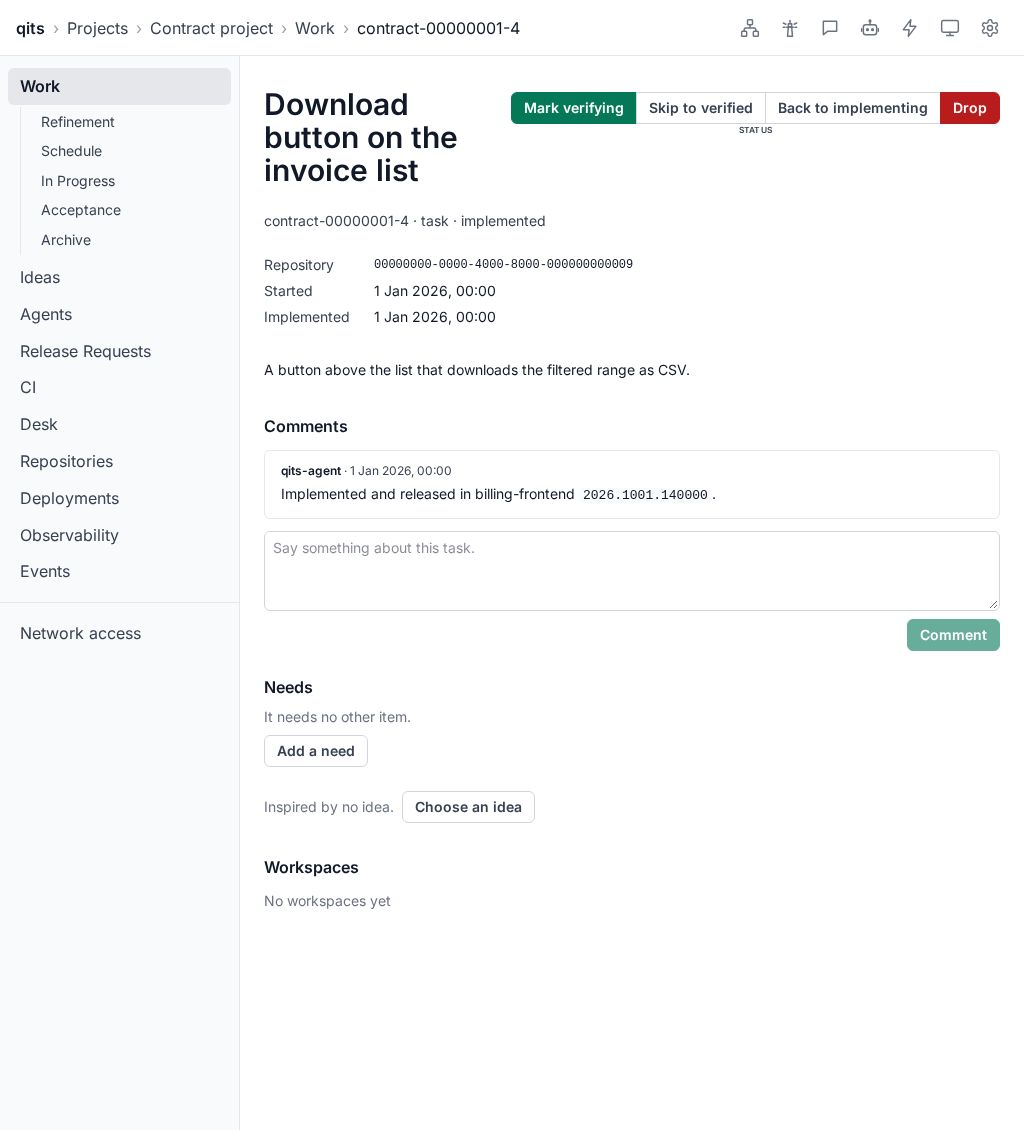 qits › Projects › Contract project › Work › contract-00000001-4
Work
Refinement
Schedule
In Progress
Acceptance
Archive
Ideas
Agents
Release Requests
CI
Desk
Repositories
Deployments
Observability
Events
Network access
Download
button on the
invoice list
Mark verifying
Skip to verified
Back to implementing
Drop
STATUS
contract-00000001-4 · task · implemented
Repository 00000000-0000-4000-8000-000000000009
Started 1 Jan 2026, 00:00
Implemented 1 Jan 2026, 00:00
A button above the list that downloads the filtered range as CSV.
Comments
qits-agent · 1 Jan 2026, 00:00
Implemented and released in billing-frontend 2026.1001.140000.
Say something about this task.
Comment
Needs
It needs no other item.
Add a need
Inspired by no idea. Choose an idea
Workspaces
No workspaces yet